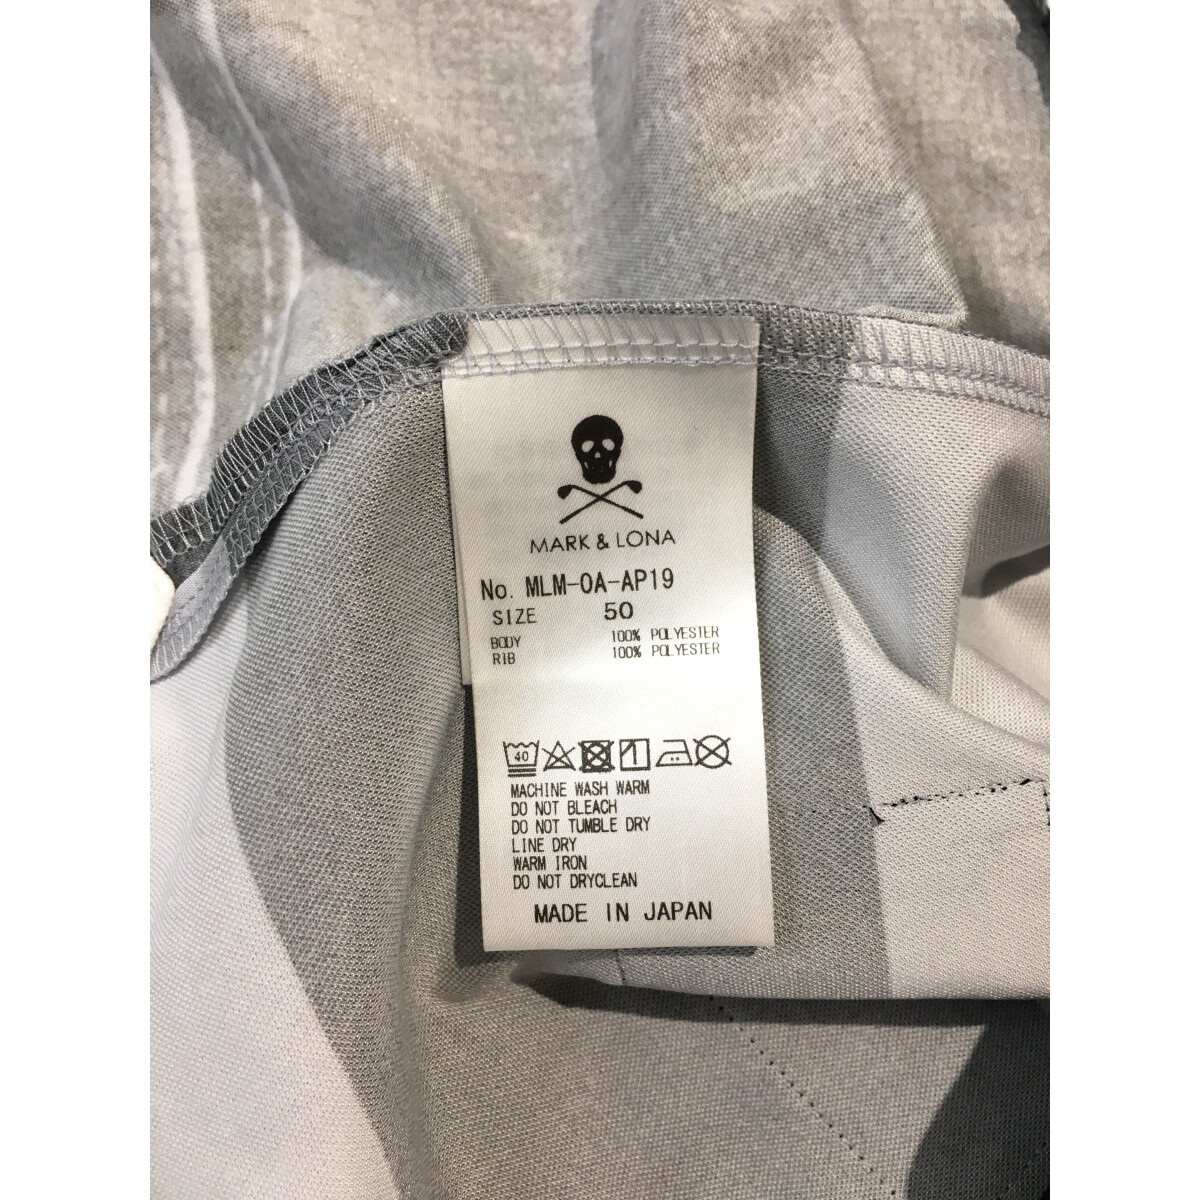 MARK & LONA
No. MLM-0A-AP19
SIZE 50
BODY 100% POLYESTER
RIB 100% POLYESTER
40
MACHINE WASH WARM
DO NOT BLEACH
DO NOT TUMBLE DRY
LINE DRY
WARM IRON
DO NOT DRYCLEAN
MADE IN JAPAN